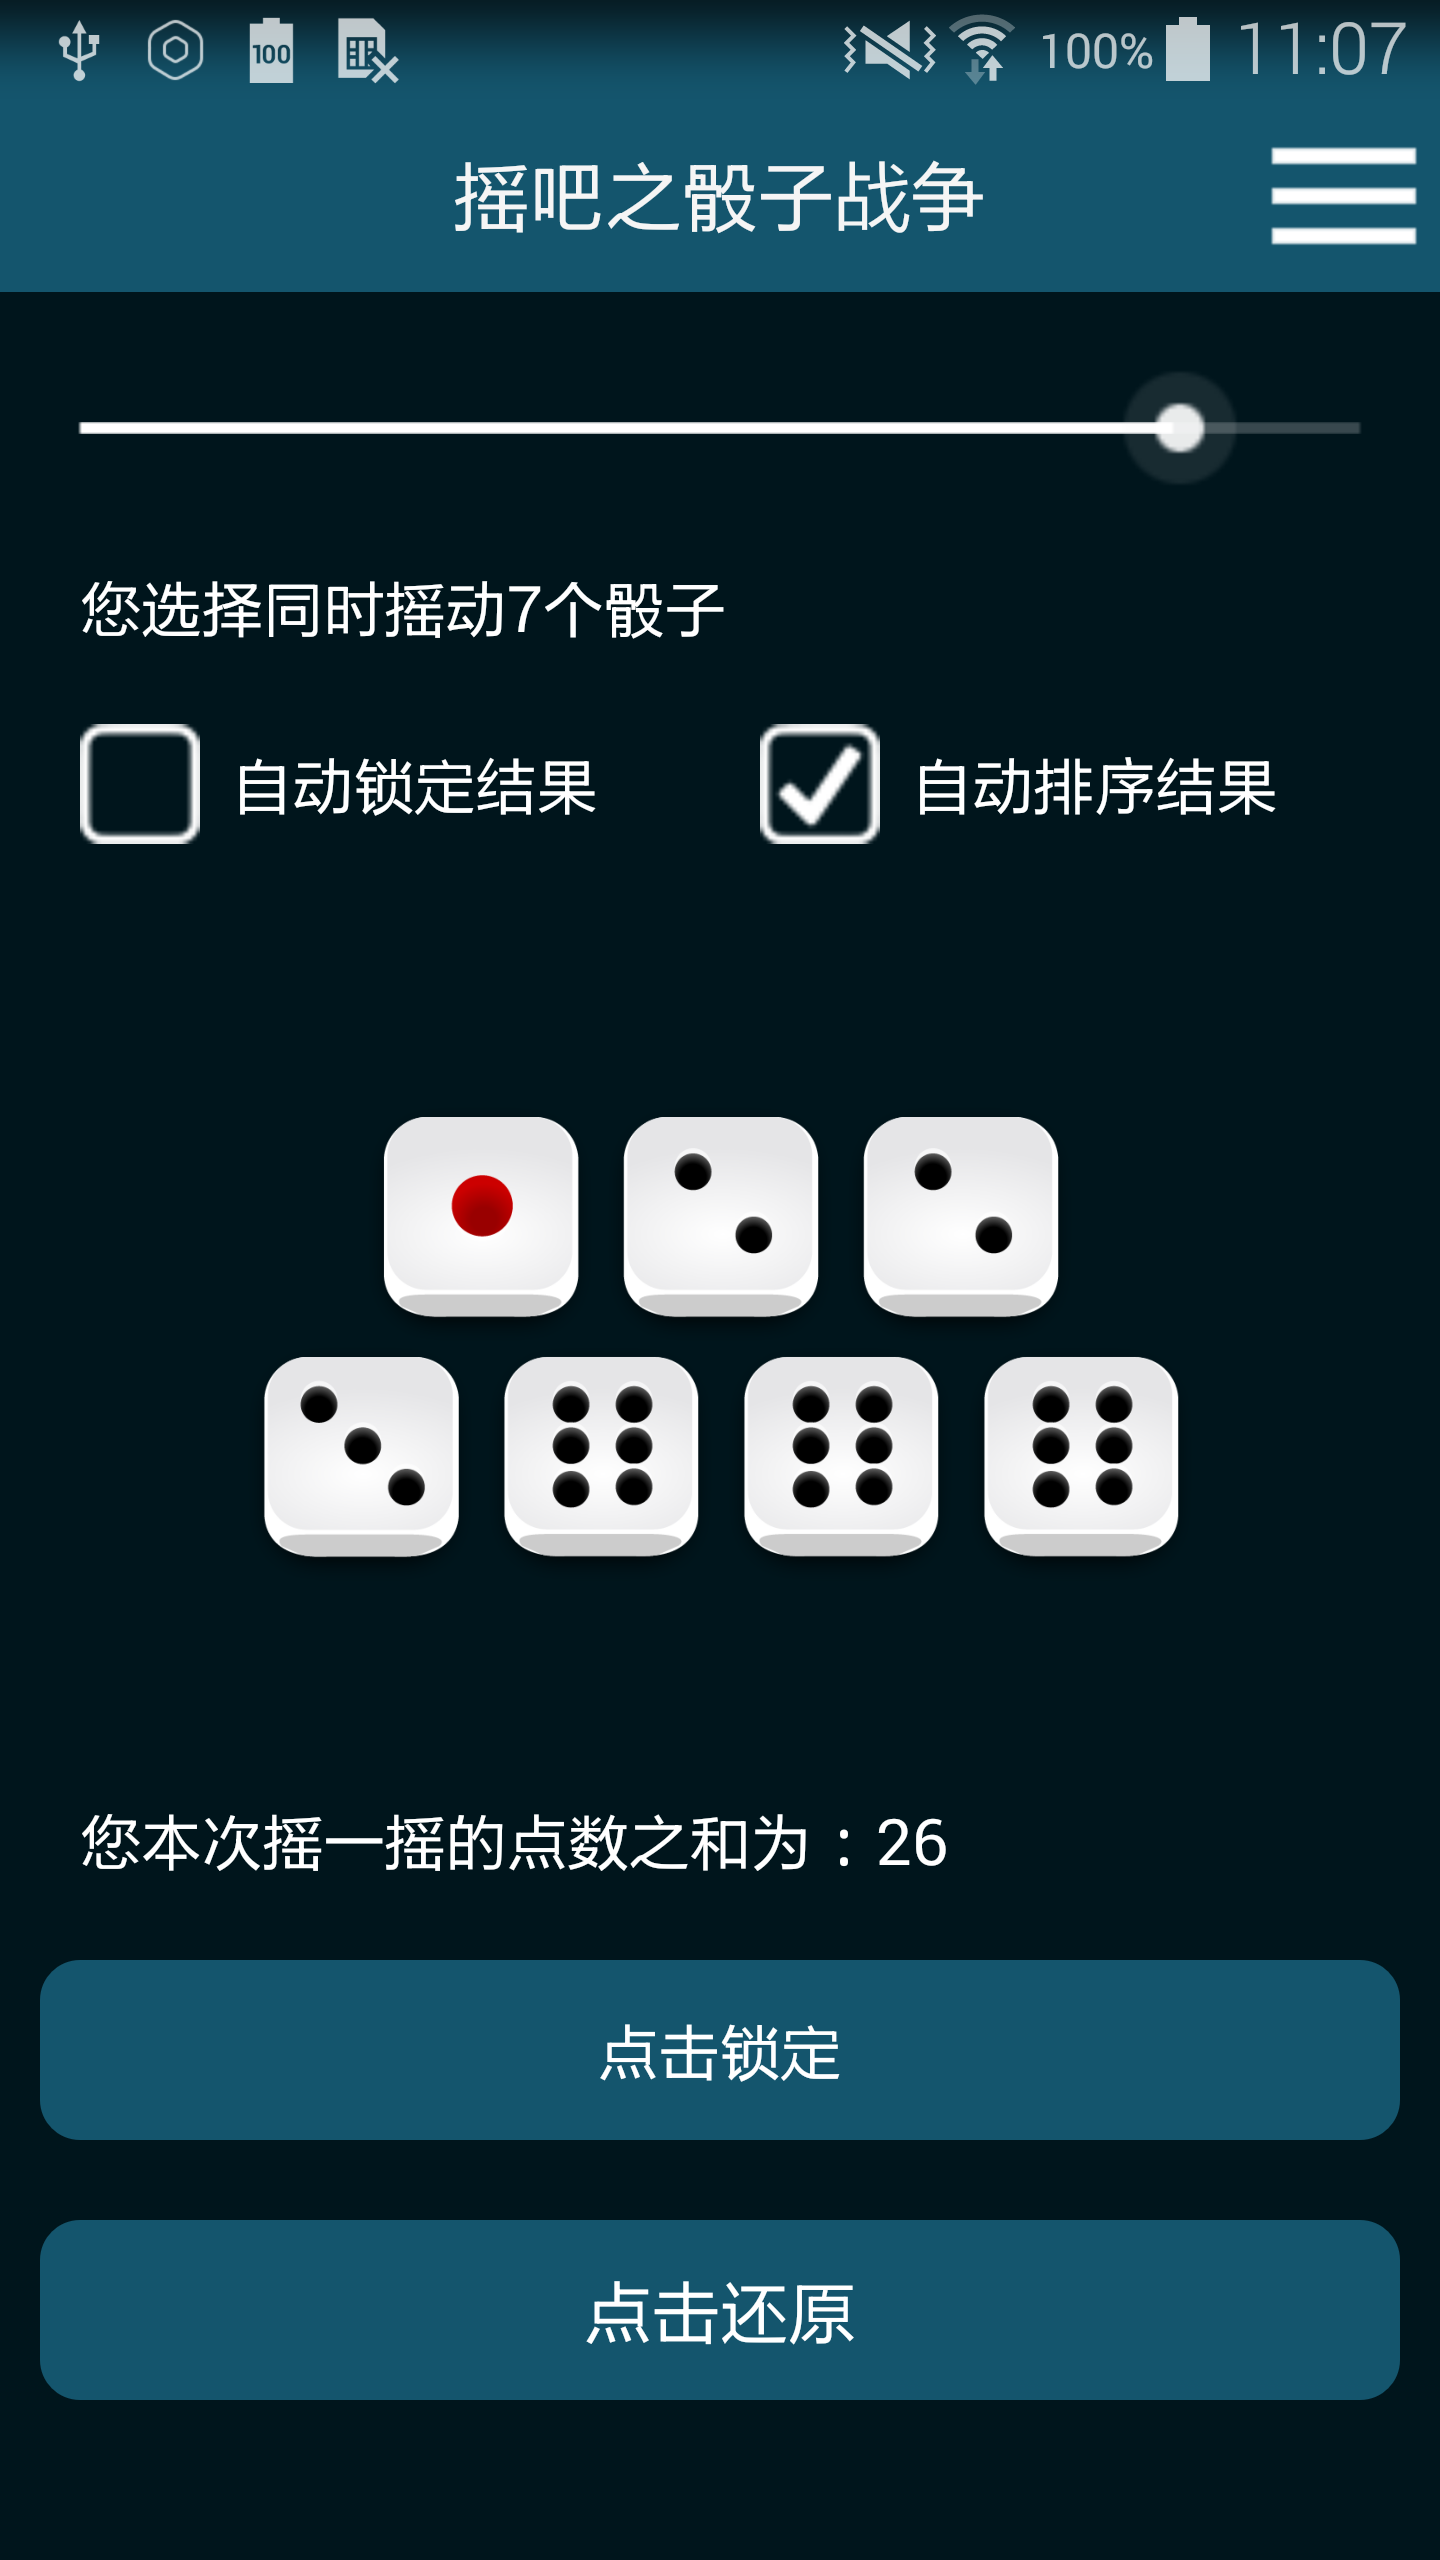 100
100%
11:07
摇吧之骰子战争
您选择同时摇动7个骰子
自动锁定结果
自动排序结果
您本次摇一摇的点数之和为：26
点击锁定
点击还原